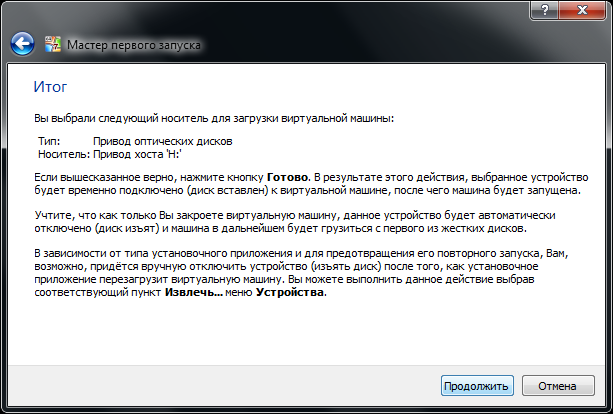 ?
Мастер первого запуска
Итог
Вы выбрали следующий носитель для загрузки виртуальной машины:
Тип: Привод оптических дисков
Носитель: Привод хоста 'H:'
Если вышесказанное верно, нажмите кнопку Готово. В результате этого действия, выбранное устройство
будет временно подключено (диск вставлен) к виртуальной машине, после чего машина будет запущена.
Учтите, что как только Вы закроете виртуальную машину, данное устройство будет автоматически
отключено (диск изъят) и машина в дальнейшем будет грузиться с первого из жестких дисков.
В зависимости от типа установочного приложения и для предотвращения его повторного запуска, Вам,
возможно, придётся вручную отключить устройство (изъять диск) после того, как установочное
приложение перезагрузит виртуальную машину. Вы можете выполнить данное действие выбрав
соответствующий пункт Извлечь... меню Устройства.
Продолжить Отмена